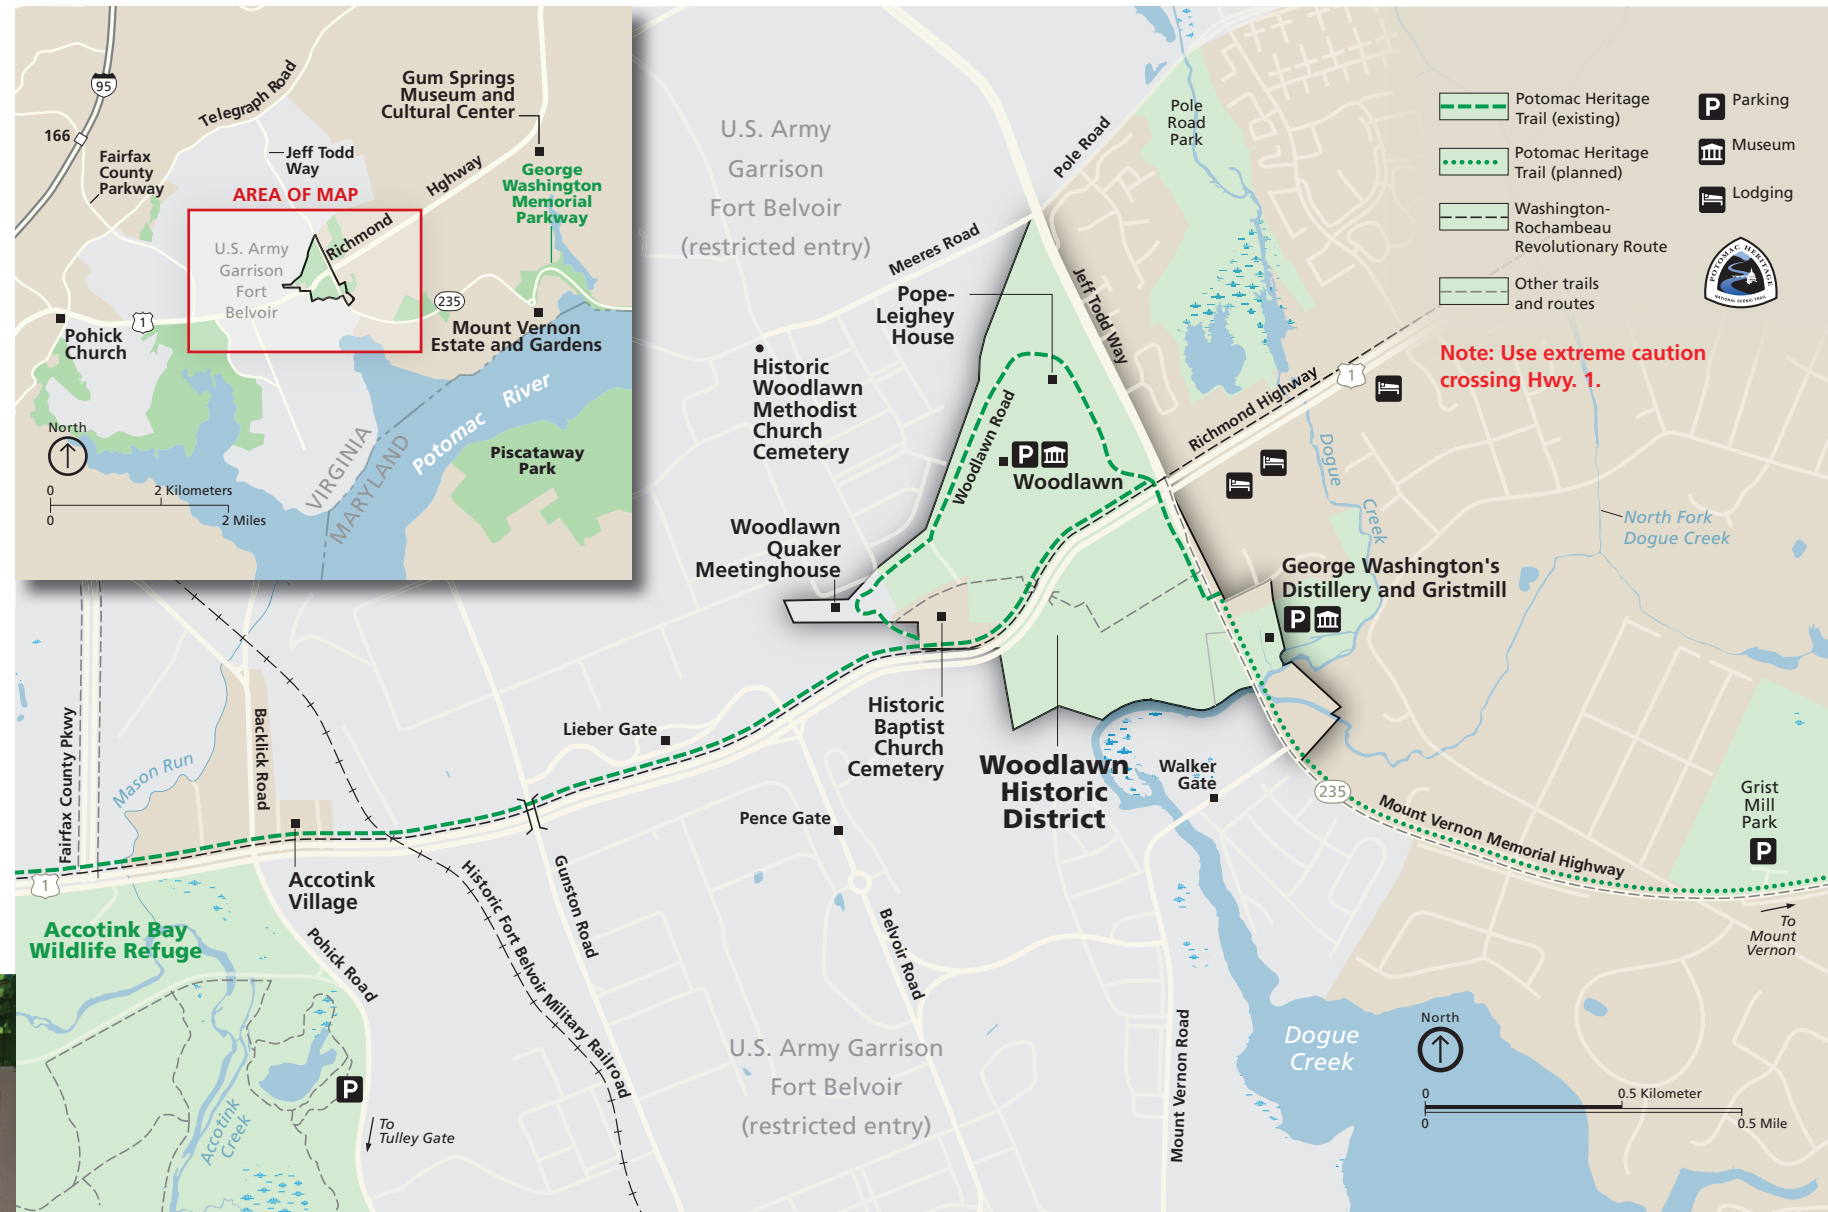 95
166
Telegraph Road
Gum Springs
Museum and
Cultural Center
Fairfax
County
Parkway
Jeff Todd
Way
AREA OF MAP
Hghway
Richmond
George
Washington
Memorial
Parkway
U.S. Army
Garrison
Fort
Belvoir
235
1
Pohick
Church
Mount Vernon
Estate and Gardens
Potomac River
VIRGINIA
MARYLAND
Piscataway
Park
North
0
2 Kilometers
0
2 Miles
U.S. Army
Garrison
Fort Belvoir
(restricted entry)
Pole Road
Pole
Road
Park
Meeres Road
Jeff Todd Way
Pope-
Leighey
House
Historic
Woodlawn
Methodist
Church
Cemetery
Woodlawn Road
P
Woodlawn
Richmond Highway
1
Woodlawn
Quaker
Meetinghouse
Dogue
Creek
North Fork
Dogue Creek
George Washington's
Distillery and Gristmill
P
Potomac Heritage
Trail (existing)
Potomac Heritage
Trail (planned)
Washington-
Rochambeau
Revolutionary Route
Other trails
and routes
P Parking
Museum
Lodging
POTOMAC HERITAGE
NATIONAL SCENIC TRAIL
Note: Use extreme caution
crossing Hwy. 1.
Fairfax County Pkwy
Mason Run
Backlick Road
Lieber Gate
Historic
Baptist
Church
Cemetery
Woodlawn
Historic
District
Walker
Gate
Pence Gate
235
Mount Vernon Memorial Highway
Grist
Mill
Park
P
To
Mount
Vernon
1
Accotink
Village
Accotink Bay
Wildlife Refuge
Pohick Road
Historic Fort Belvoir Military Railroad
Gunston Road
Belvoir Road
Accotink
Creek
P
To
Tulley Gate
U.S. Army Garrison
Fort Belvoir
(restricted entry)
Mount Vernon Road
Dogue
Creek
North
0
0.5 Kilometer
0
0.5 Mile